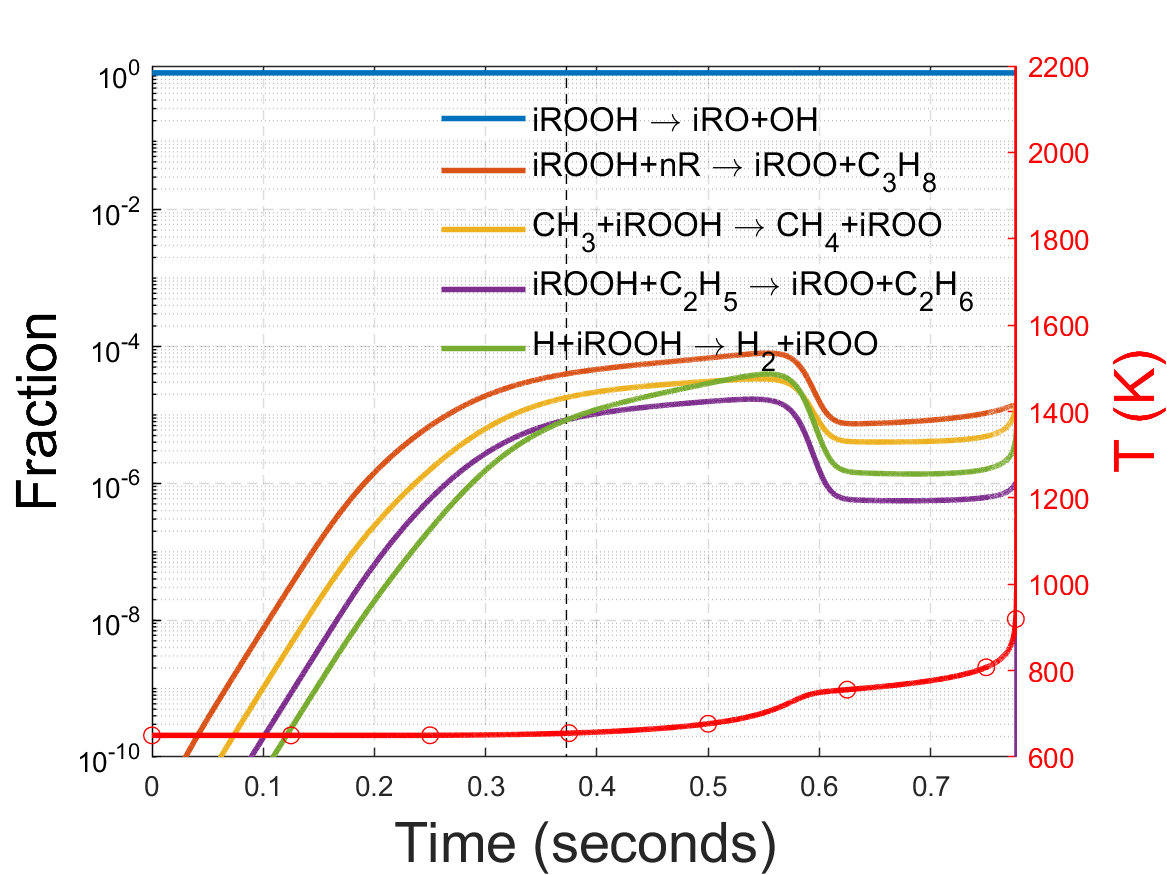 10⁰
10⁻²
10⁻⁴
10⁻⁶
10⁻⁸
10⁻¹⁰
Fraction
iROOH → iRO+OH
iROOH+nR → iROO+C₃H₈
CH₃+iROOH → CH₄+iROO
iROOH+C₂H₅ → iROO+C₂H₆
H+iROOH → H₂+iROO
2200
2000
1800
1600
1400
1200
1000
800
600
T (K)
0 0.1 0.2 0.3 0.4 0.5 0.6 0.7
Time (seconds)